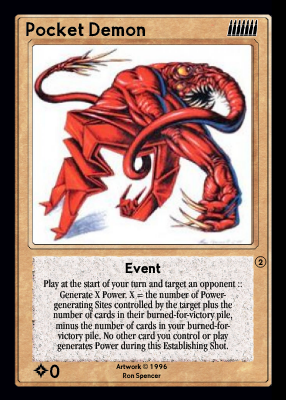 Pocket Demon
Event
2
Play at the start of your turn and target an opponent ::
Generate X Power. X = the number of Power-
generating Sites controlled by the target plus the
number of cards in their burned-for-victory pile,
minus the number of cards in your burned-for-
victory pile. No other card you control or play
generates Power during this Establishing Shot.
0
Artwork © 1996
Ron Spencer